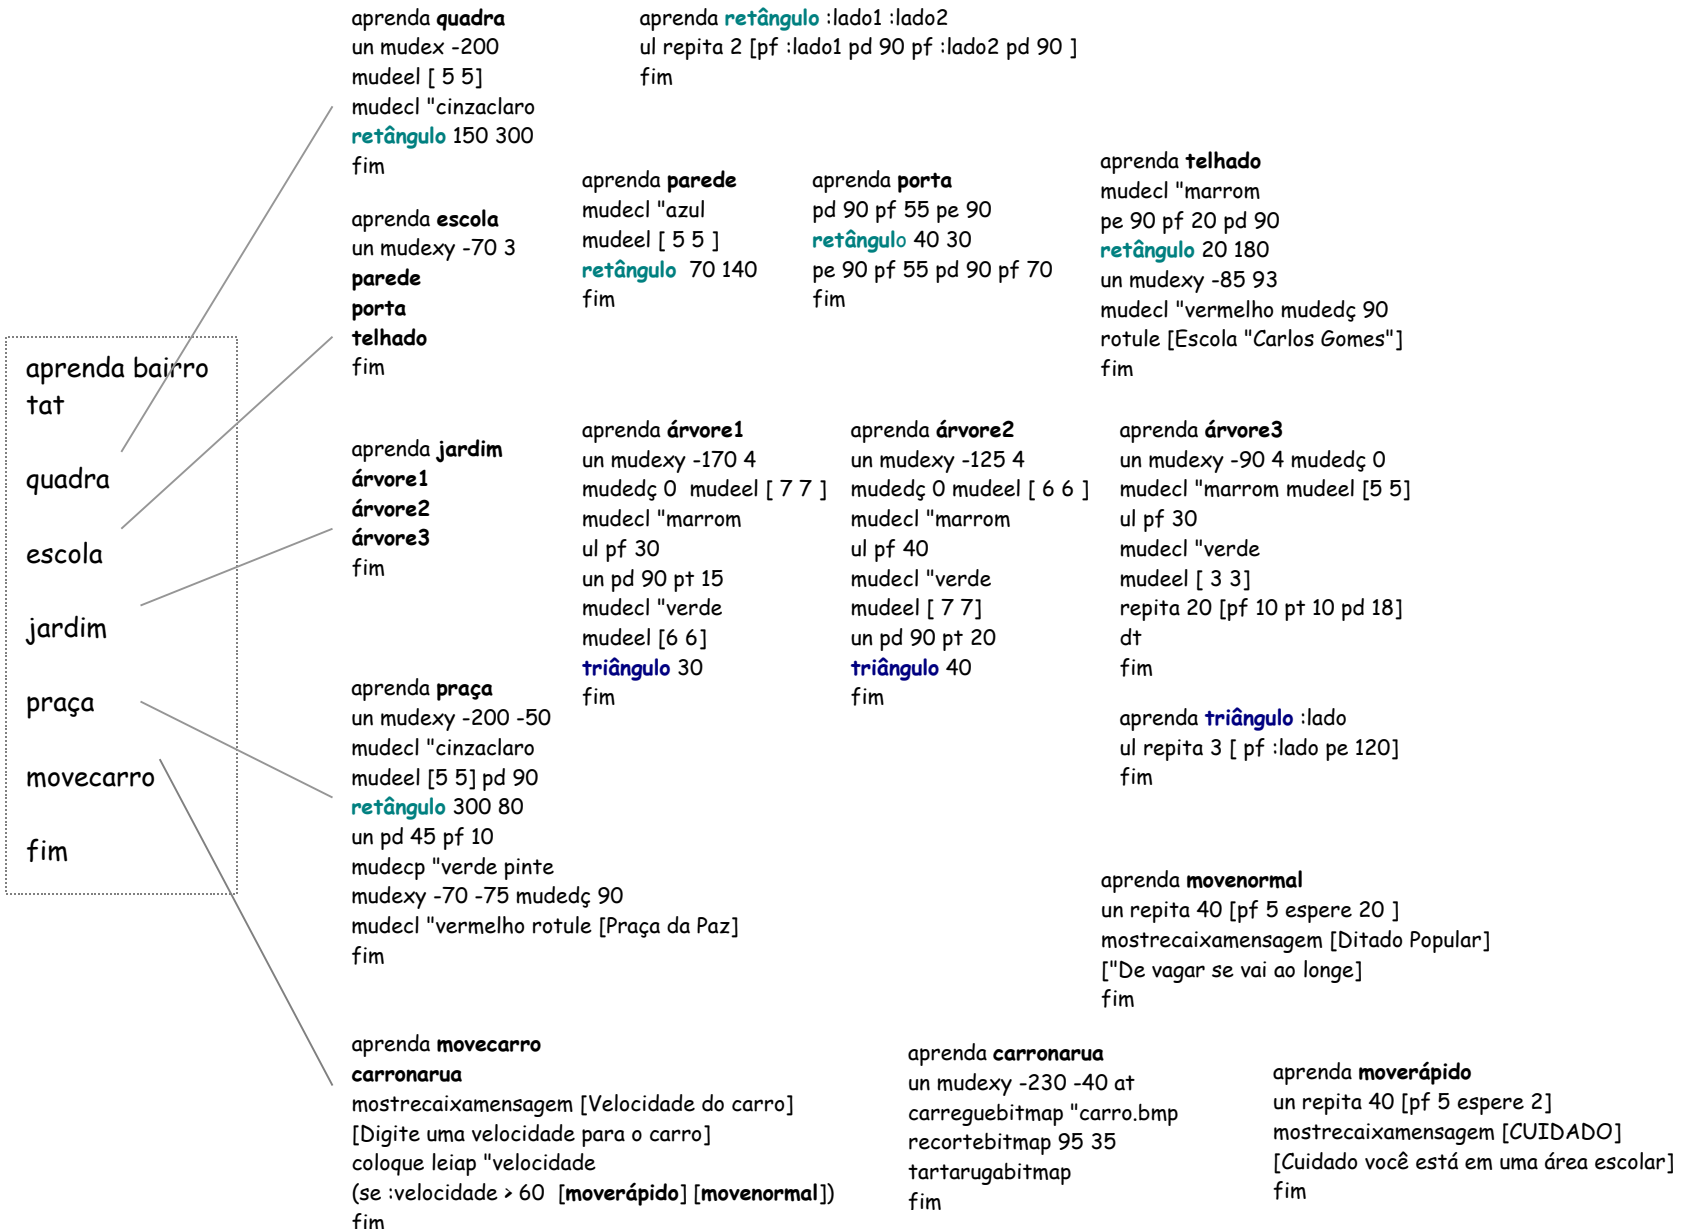 aprenda bairro
tat
quadra
escola
jardim
praça
movecarro
fim
aprenda quadra
un mudex -200
mudeel [ 5 5]
mudecl "cinzaclaro
retângulo 150 300
fim
aprenda retângulo :lado1 :lado2
ul repita 2 [pf :lado1 pd 90 pf :lado2 pd 90 ]
fim
aprenda escola
un mudexy -70 3
parede
porta
telhado
fim
aprenda parede
mudecl "azul
mudeel [ 5 5 ]
retângulo 70 140
fim
aprenda porta
pd 90 pf 55 pe 90
retângulo 40 30
pe 90 pf 55 pd 90 pf 70
fim
aprenda telhado
mudecl "marrom
pe 90 pf 20 pd 90
retângulo 20 180
un mudexy -85 93
mudecl "vermelho mudedç 90
rotule [Escola "Carlos Gomes"]
fim
aprenda jardim
árvore1
árvore2
árvore3
fim
aprenda árvore1
un mudexy -170 4
mudedç 0 mudeel [ 7 7 ]
mudecl "marrom
ul pf 30
un pd 90 pt 15
mudecl "verde
mudeel [6 6]
triângulo 30
fim
aprenda árvore2
un mudexy -125 4
mudedç 0 mudeel [ 6 6 ]
mudecl "marrom
ul pf 40
mudecl "verde
mudeel [ 7 7]
un pd 90 pt 20
triângulo 40
fim
aprenda árvore3
un mudexy -90 4 mudedç 0
mudecl "marrom mudeel [5 5]
ul pf 30
mudecl "verde
mudeel [ 3 3]
repita 20 [pf 10 pt 10 pd 18]
dt
fim
aprenda triângulo :lado
ul repita 3 [ pf :lado pe 120]
fim
aprenda praça
un mudexy -200 -50
mudecl "cinzaclaro
mudeel [5 5] pd 90
retângulo 300 80
un pd 45 pf 10
mudecp "verde pinte
mudexy -70 -75 mudedç 90
mudecl "vermelho rotule [Praça da Paz]
fim
aprenda movenormal
un repita 40 [pf 5 espere 20 ]
mostrecaixamensagem [Ditado Popular]
["De vagar se vai ao longe]
fim
aprenda movecarro
carronarua
mostrecaixamensagem [Velocidade do carro]
[Digite uma velocidade para o carro]
coloque leiap "velocidade
(se :velocidade > 60 [moverápido] [movenormal])
fim
aprenda carronarua
un mudexy -230 -40 at
carreguebitmap "carro.bmp
recortebitmap 95 35
tartarugabitmap
fim
aprenda moverápido
un repita 40 [pf 5 espere 2]
mostrecaixamensagem [CUIDADO]
[Cuidado você está em uma área escolar]
fim